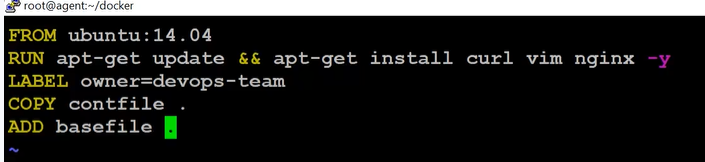 root@agent:~/docker
FROM ubuntu:14.04
RUN apt-get update && apt-get install curl vim nginx -y
LABEL owner=devops-team
COPY contfile .
ADD basefile .
~